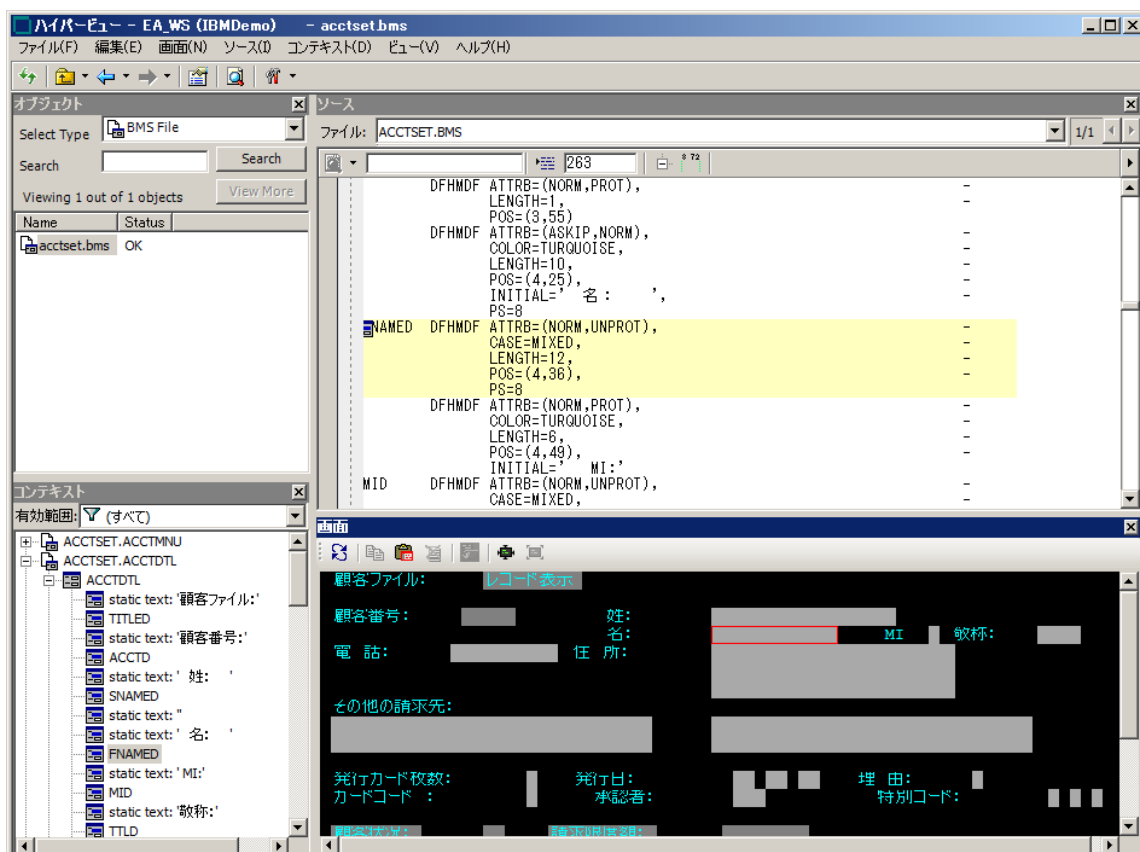 ハイパービュー - EA_WS (IBMDemo) - acctset.bms
ファイル(F) 編集(E) 画面(N) ソース(I) コンテキスト(D) ビュー(V) ヘルプ(H)
オブジェクト
Select Type BMS File
Search Search
Viewing 1 out of 1 objects View More
Name Status
acctset.bms OK
ソース
ファイル: ACCTSET.BMS 1/1
263 8 72
DFHMDF ATTRB=(NORM,PROT), -
LENGTH=1, -
POS=(3,55)
DFHMDF ATTRB=(ASKIP,NORM), -
COLOR=TURQUOISE, -
LENGTH=10, -
POS=(4,25), -
INITIAL=' 名: ', -
PS=8
NAMED DFHMDF ATTRB=(NORM,UNPROT), -
CASE=MIXED, -
LENGTH=12, -
POS=(4,36), -
PS=8
DFHMDF ATTRB=(NORM,PROT), -
COLOR=TURQUOISE, -
LENGTH=6, -
POS=(4,49), -
INITIAL=' MI:'
MID DFHMDF ATTRB=(NORM,UNPROT), -
CASE=MIXED, -
コンテキスト
有効範囲: (すべて)
ACCTSET.ACCTMNU
ACCTSET.ACCTDTL
ACCTDTL
static text: '顧客ファイル:'
TITLED
static text: '顧客番号:'
ACCTD
static text: ' 姓: '
SNAMED
static text: ''
static text: ' 名: '
FNAMED
static text: ' MI:'
MID
static text: '敬称:'
TTLD
画面
顧客ファイル: レコード表示
顧客番号: 姓:
名: MI 敬称:
電 話: 住 所:
その他の請求先:
発行カード枚数: 発行日: 理 由:
カードコード : 承認者: 特別コード:
顧客状況: 請求限度額: